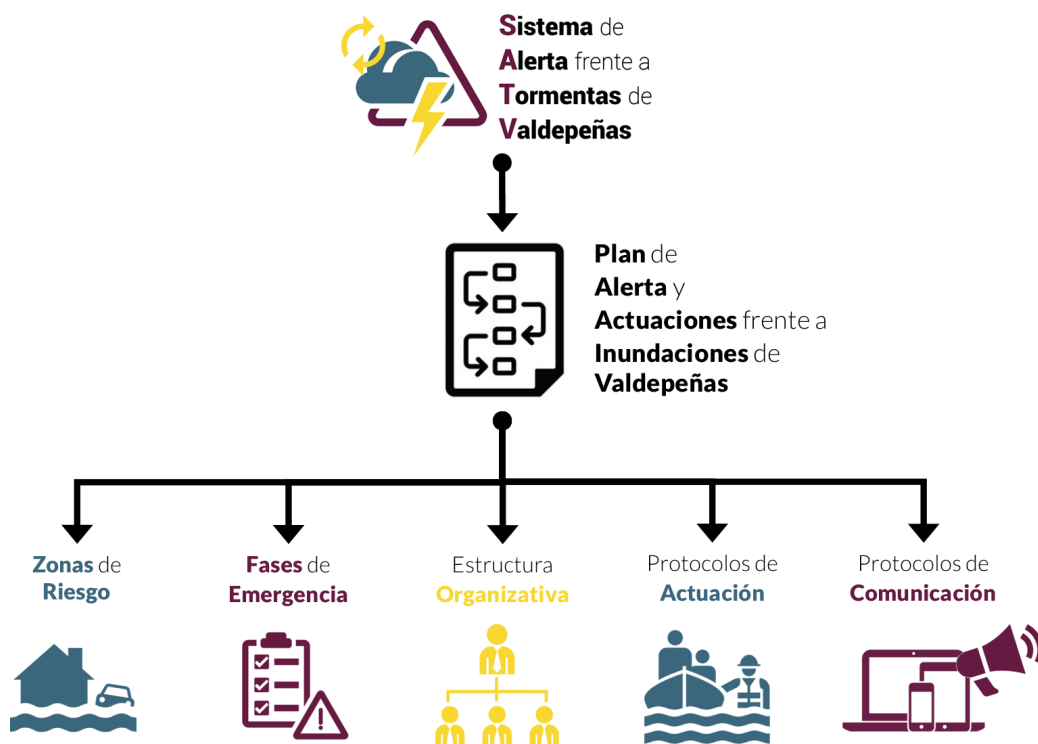 Sistema de
Alerta frente a
Tormentas de
Valdepeñas
Plan de
Alerta y
Actuaciones frente a
Inundaciones de
Valdepeñas
Zonas de
Riesgo
Fases de
Emergencia
Estructura
Organizativa
Protocolos de
Actuación
Protocolos de
Comunicación